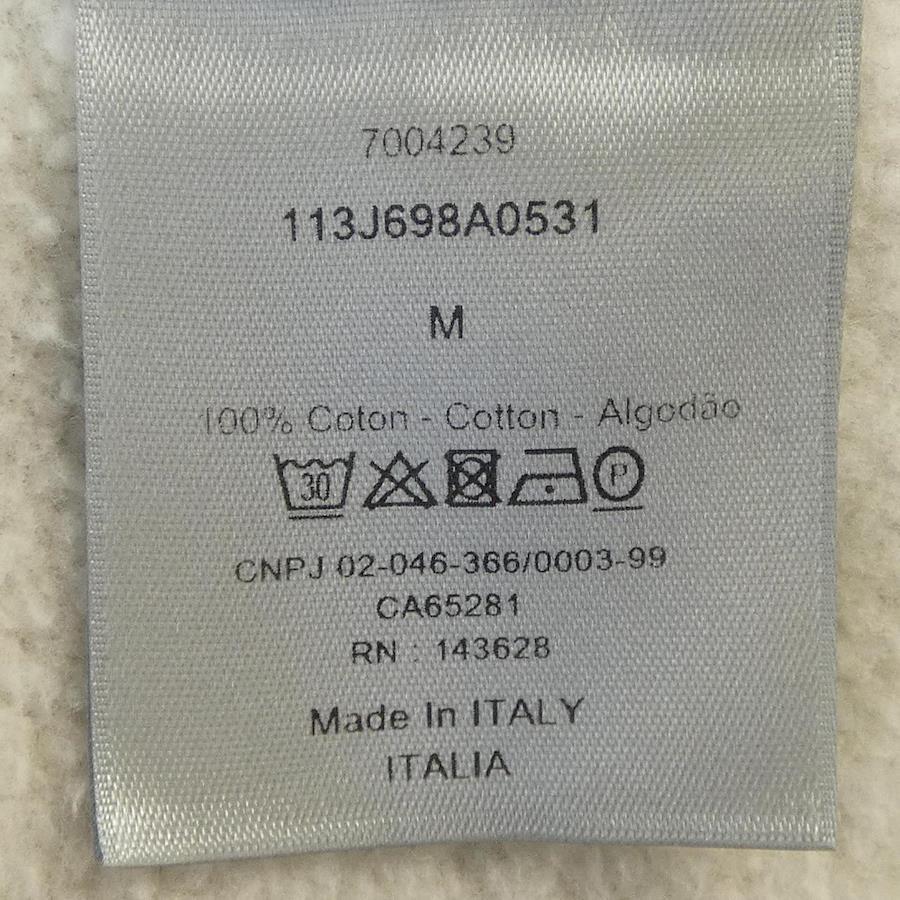 7004239
113J698A0531
M
100% Coton - Cotton - Algodão
30 P
CNPJ 02-046-366/0003-99
CA65281
RN : 143628
Made In ITALY
ITALIA